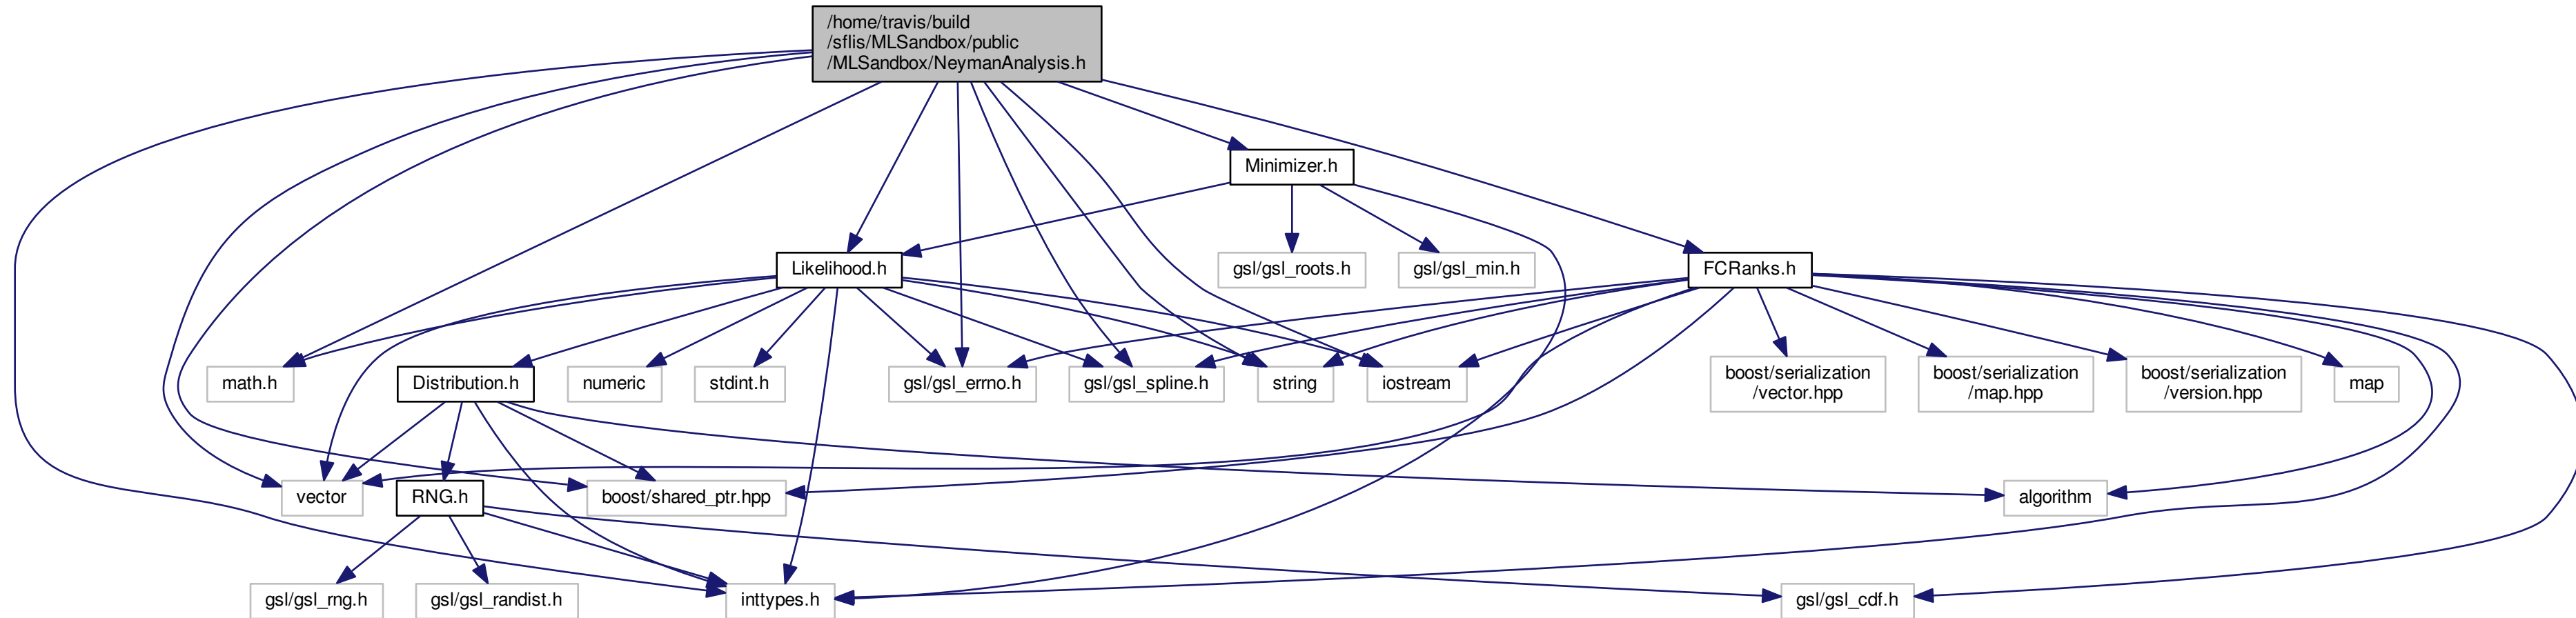 /home/travis/build
/sflis/MLSandbox/public
/MLSandbox/NeymanAnalysis.h
Minimizer.h
Likelihood.h
gsl/gsl_roots.h
gsl/gsl_min.h
FCRanks.h
math.h
Distribution.h
numeric
stdint.h
gsl/gsl_errno.h
gsl/gsl_spline.h
string
iostream
boost/serialization
/vector.hpp
boost/serialization
/map.hpp
boost/serialization
/version.hpp
map
vector
RNG.h
boost/shared_ptr.hpp
algorithm
gsl/gsl_rng.h
gsl/gsl_randist.h
inttypes.h
gsl/gsl_cdf.h